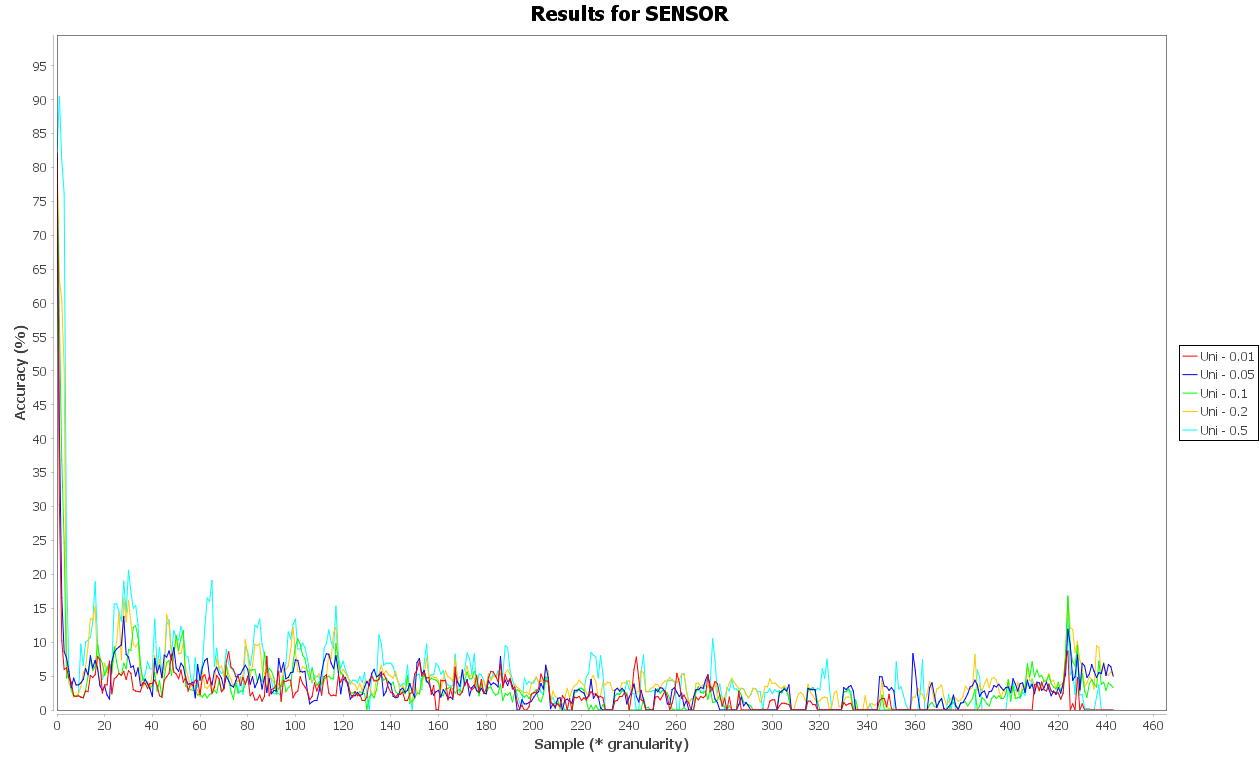 Results for SENSOR
Accuracy (%)
95
90
85
80
75
70
65
60
55
50
45
40
35
30
25
20
15
10
5
0
0 20 40 60 80 100 120 140 160 180 200 220 240 260 280 300 320 340 360 380 400 420 440 460
Sample (* granularity)
Uni - 0.01
Uni - 0.05
Uni - 0.1
Uni - 0.2
Uni - 0.5